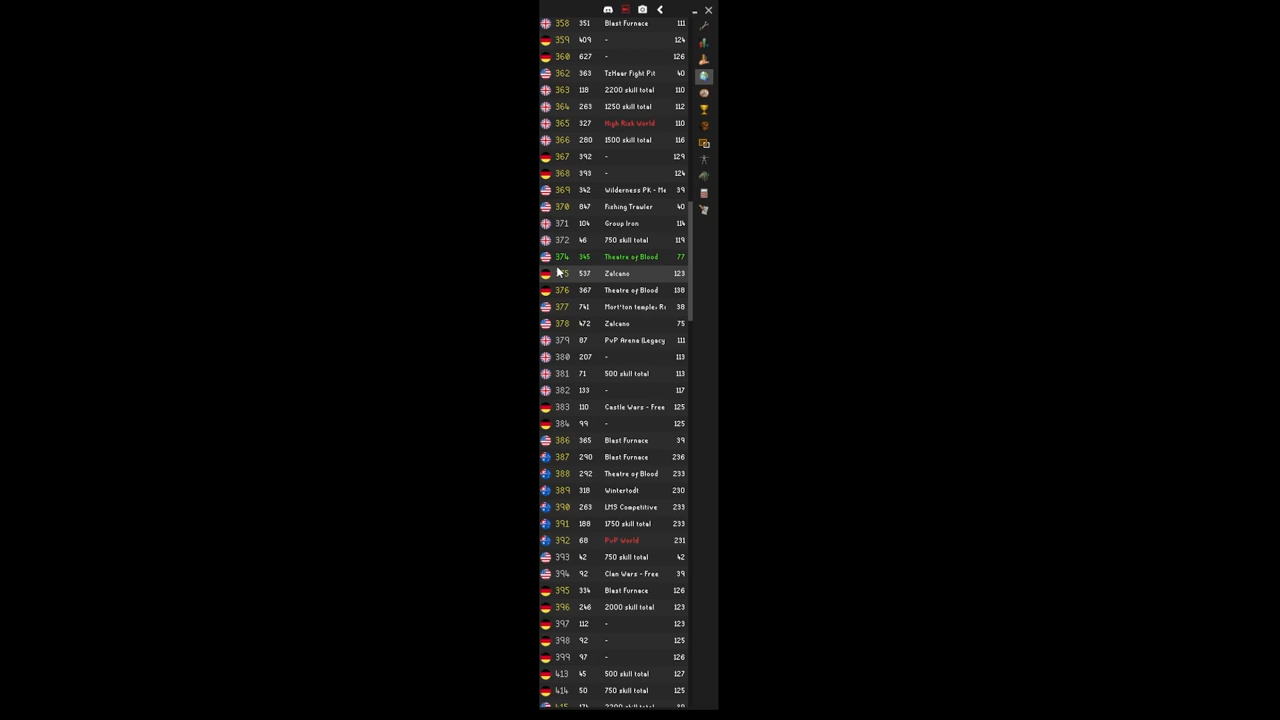 358 351 Blast Furnace 111
359 409 - 124
360 627 - 126
362 363 TzHaar Fight Pit 40
363 118 2200 skill total 110
364 263 1250 skill total 112
365 327 High Risk World 110
366 280 1500 skill total 116
367 392 - 129
368 393 - 124
369 342 Wilderness PK - Me 39
370 847 Fishing Trawler 40
371 104 Group Iron 114
372 46 750 skill total 119
374 345 Theatre of Blood 77
537 Zalcano 123
376 367 Theatre of Blood 138
377 741 Mort'ton temple, Ra 38
378 472 Zalcano 75
379 87 PvP Arena (Legacy 111
380 207 - 113
381 71 500 skill total 113
382 133 - 117
383 110 Castle Wars - Free 125
384 99 - 125
386 365 Blast Furnace 39
387 290 Blast Furnace 236
388 292 Theatre of Blood 233
389 318 Wintertodt 230
390 263 LMS Competitive 233
391 188 1750 skill total 233
392 68 PvP World 231
393 42 750 skill total 42
394 92 Clan Wars - Free 39
395 334 Blast Furnace 126
396 246 2000 skill total 123
397 112 - 123
398 92 - 125
399 97 - 126
413 45 500 skill total 127
414 50 750 skill total 125